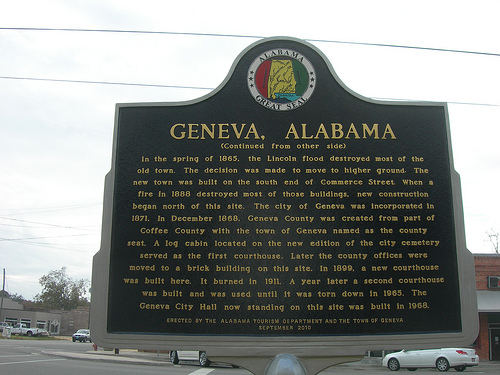 ALABAMA
GREAT SEAL
GENEVA, ALABAMA
(Continued from other side)
In the spring of 1865, the Lincoln flood destroyed most of the
old town. The decision was made to move to higher ground. The
new town was built on the south end of Commerce Street. When a
fire in 1888 destroyed most of those buildings, new construction
began north of this site. The city of Geneva was incorporated in
1871. In December 1868, Geneva County was created from part of
Coffee County with the town of Geneva named as the county
seat. A log cabin located on the new edition of the city cemetery
served as the first courthouse. Later the county offices were
moved to a brick building on this site. In 1899, a new courthouse
was built here. It burned in 1911. A year later a second courthouse
was built and was used until it was torn down in 1965. The
Geneva City Hall now standing on this site was built in 1968.
ERECTED BY THE ALABAMA TOURISM DEPARTMENT AND THE TOWN OF GENEVA
SEPTEMBER 2010